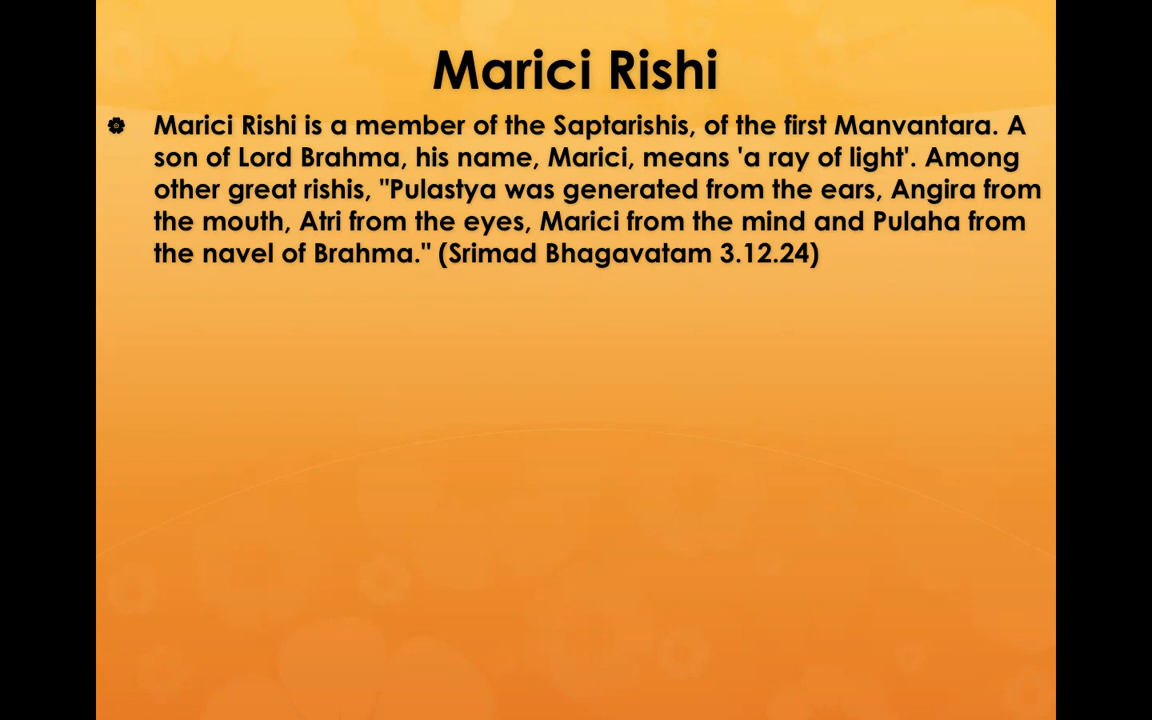 Marici Rishi
Marici Rishi is a member of the Saptarishis, of the first Manvantara. A
son of Lord Brahma, his name, Marici, means 'a ray of light'. Among
other great rishis, "Pulastya was generated from the ears, Angira from
the mouth, Atri from the eyes, Marici from the mind and Pulaha from
the navel of Brahma." (Srimad Bhagavatam 3.12.24)